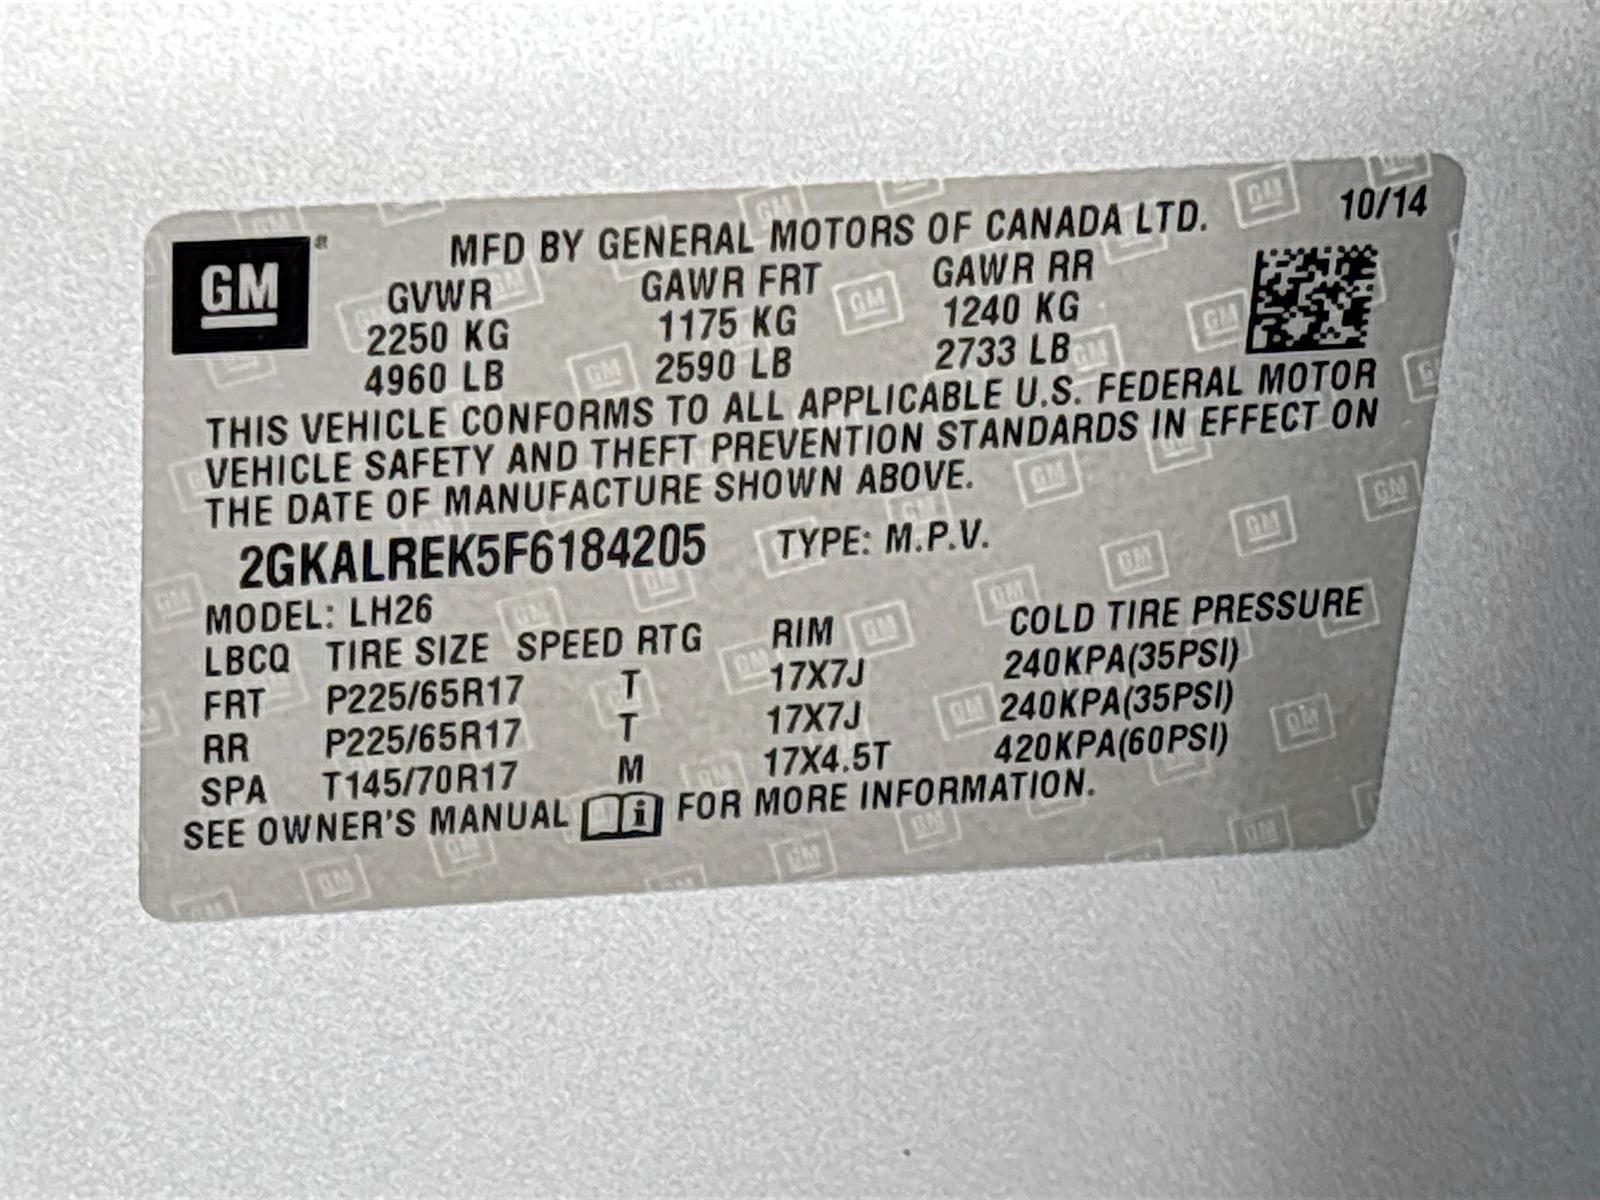 10/14
GM ®
MFD BY GENERAL MOTORS OF CANADA LTD.
GVWR GAWR FRT GAWR RR
2250 KG 1175 KG 1240 KG
4960 LB 2590 LB 2733 LB
THIS VEHICLE CONFORMS TO ALL APPLICABLE U.S. FEDERAL MOTOR
VEHICLE SAFETY AND THEFT PREVENTION STANDARDS IN EFFECT ON
THE DATE OF MANUFACTURE SHOWN ABOVE.
2GKALREK5F6184205 TYPE: M.P.V.
MODEL: LH26
LBCQ TIRE SIZE SPEED RTG RIM COLD TIRE PRESSURE
FRT P225/65R17 T 17X7J 240KPA(35PSI)
RR P225/65R17 T 17X7J 240KPA(35PSI)
SPA T145/70R17 M 17X4.5T 420KPA(60PSI)
SEE OWNER'S MANUAL i FOR MORE INFORMATION.